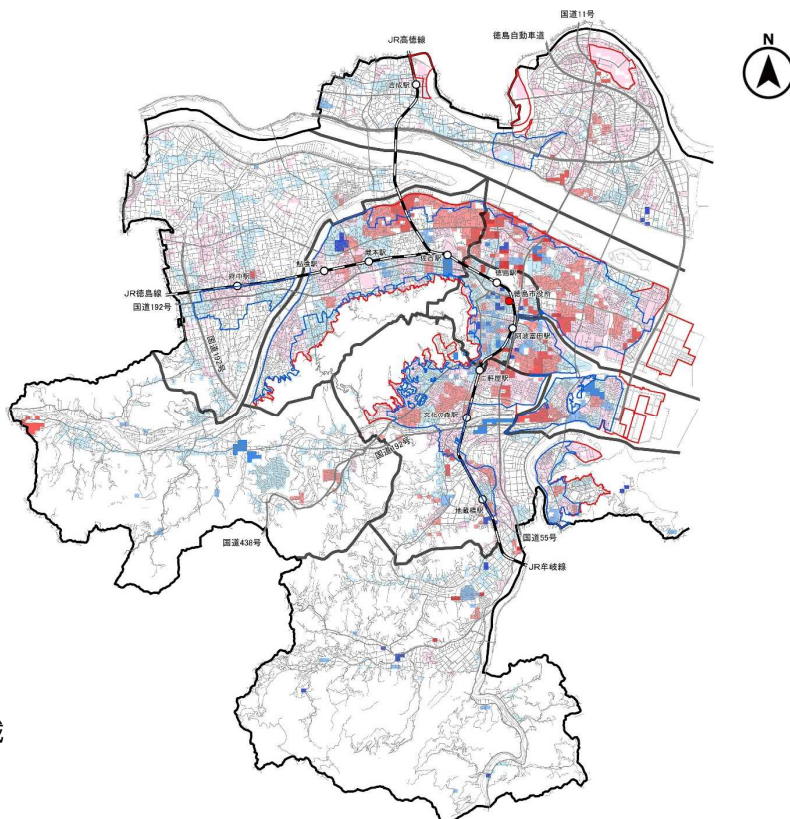 国道11号
JR高徳線
徳島自動車道
N
吉成駅
蔵本駅
佐古駅
鮎喰駅
府中駅
徳島駅
JR徳島線
徳島市役所
国道192号
阿波富田駅
国道192号
二軒屋駅
文化の森駅
国道192号
地蔵橋駅
国道438号
国道55号
JR牟岐線